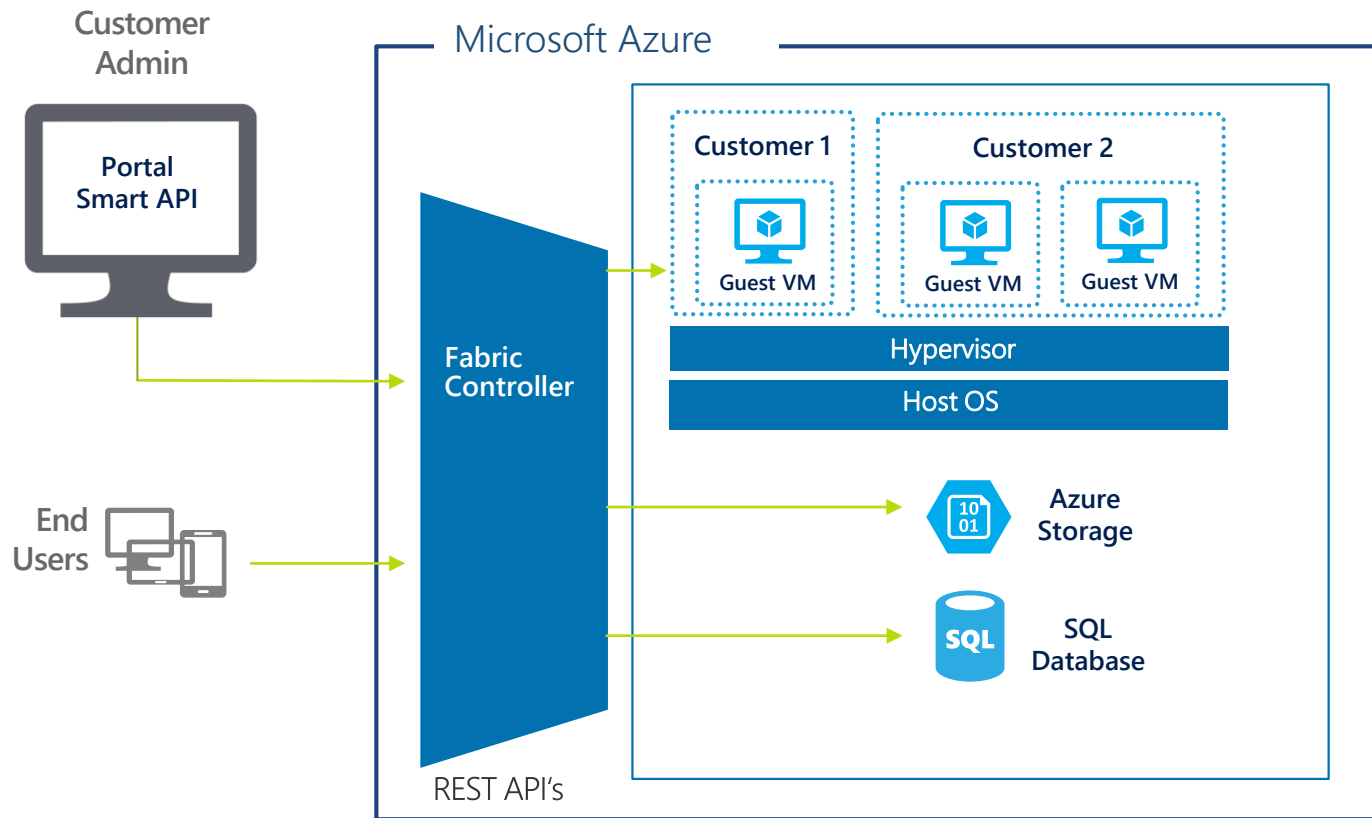 Customer
Admin
Microsoft Azure
Portal
Smart API
Customer 1
Customer 2
Guest VM
Guest VM
Guest VM
Hypervisor
Host OS
Fabric
Controller
End
Users
10
01
Azure
Storage
SQL
SQL
Database
REST API's